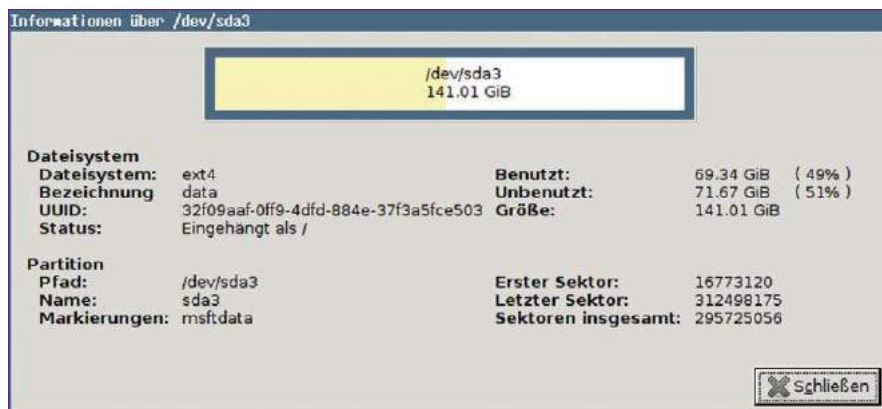 Informationen über /dev/sda3
/dev/sda3
141.01 GiB
Dateisystem
Dateisystem: ext4 Benutzt: 69.34 GiB ( 49% )
Bezeichnung data Unbenutzt: 71.67 GiB ( 51% )
UUID: 32f09aaf-0ff9-4dfd-884e-37f3a5fce503 Größe: 141.01 GiB
Status: Eingehängt als /
Partition
Pfad: /dev/sda3 Erster Sektor: 16773120
Name: sda3 Letzter Sektor: 312498175
Markierungen: msftdata Sektoren insgesamt: 295725056
Schließen